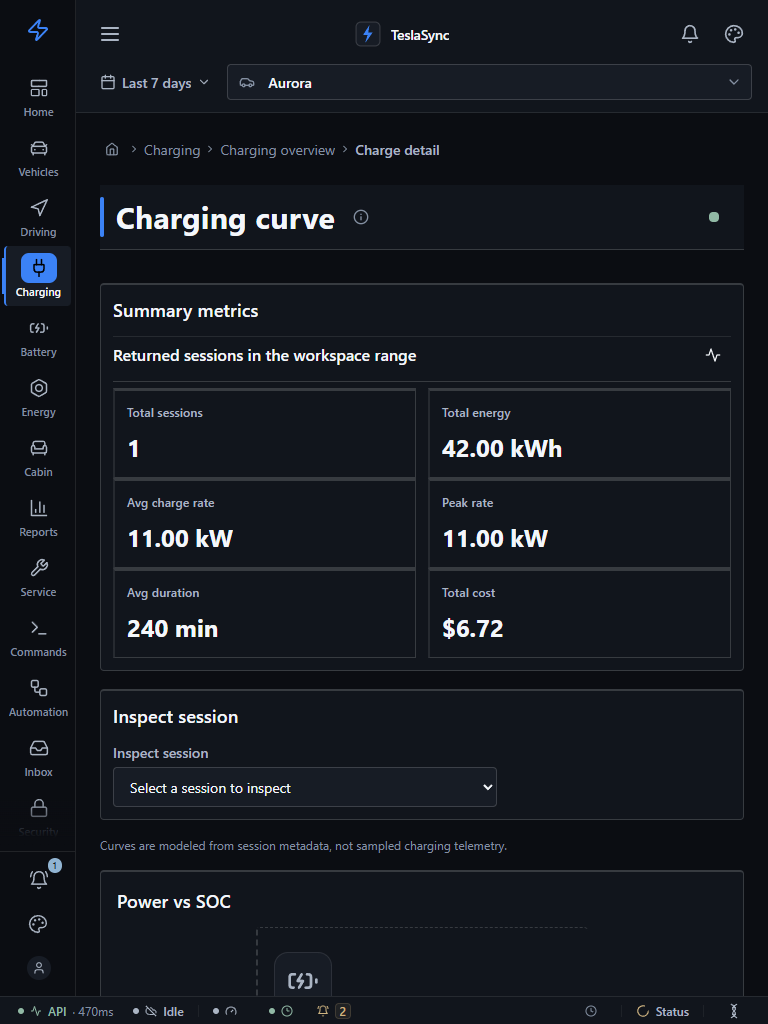 TeslaSync
Last 7 days
Aurora
Home
Vehicles
Driving
Charging
Battery
Energy
Cabin
Reports
Service
Commands
Automation
Inbox
Security
1
Charging
Charging overview
Charge detail
Charging curve
Summary metrics
Returned sessions in the workspace range
Total sessions
1
Total energy
42.00 kWh
Avg charge rate
11.00 kW
Peak rate
11.00 kW
Avg duration
240 min
Total cost
$6.72
Inspect session
Inspect session
Select a session to inspect
Curves are modeled from session metadata, not sampled charging telemetry.
Power vs SOC
API · 470ms
Idle
2
Status